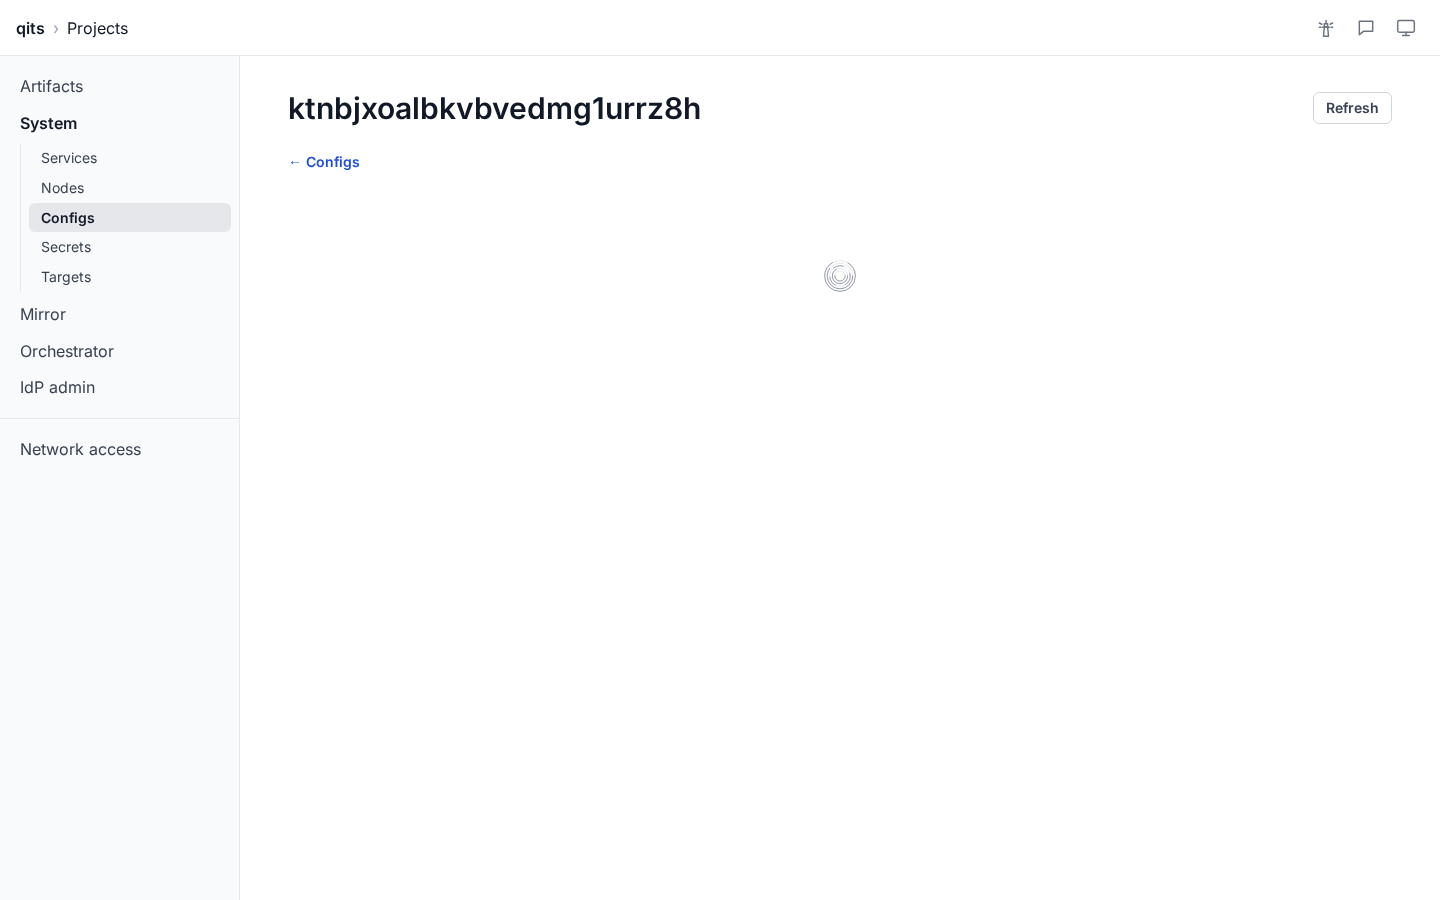 qits › Projects
Artifacts
System
Services
Nodes
Configs
Secrets
Targets
Mirror
Orchestrator
IdP admin
Network access
ktnbjxoalbkvbvedmg1urrz8h
Refresh
← Configs